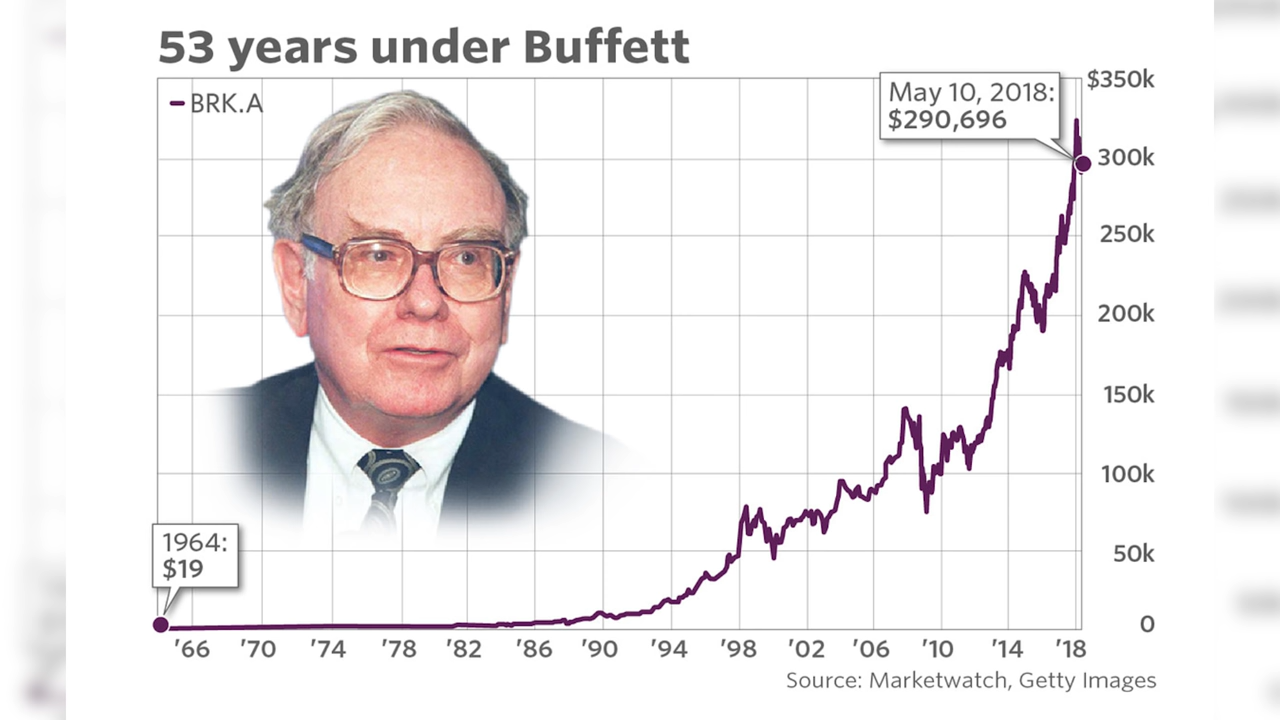 53 years under Buffett
BRK.A
May 10, 2018:
$290,696
$350k
300k
250k
200k
150k
100k
50k
0
1964:
$19
'66 '70 '74 '78 '82 '86 '90 '94 '98 '02 '06 '10 '14 '18
Source: Marketwatch, Getty Images